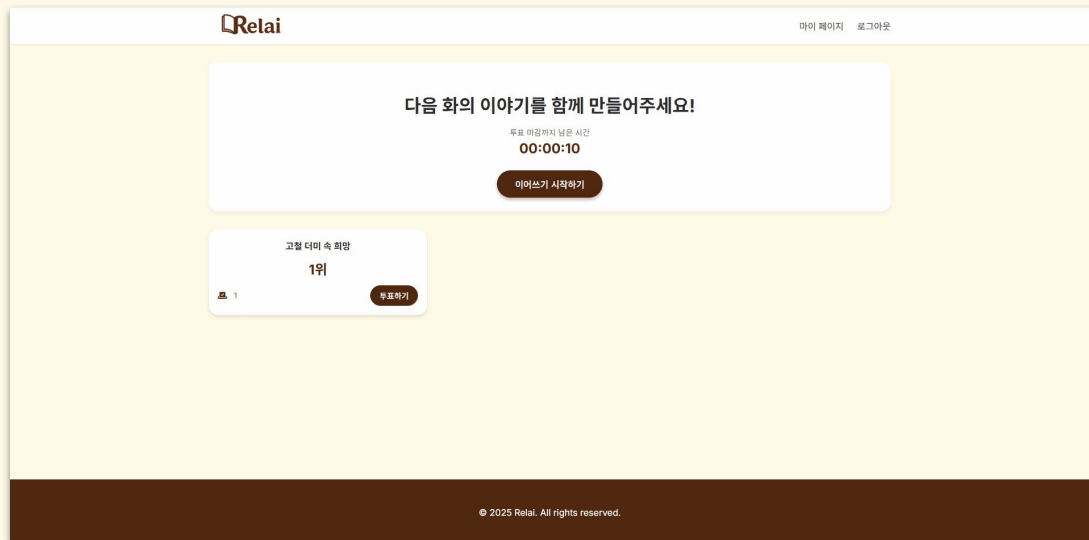 Relai
마이 페이지 로그아웃
다음 화의 이야기를 함께 만들어주세요!
투표 마감까지 남은 시간
00:00:10
이어쓰기 시작하기
고철 더미 속 희망
1위
1 투표하기
© 2025 Relai. All rights reserved.